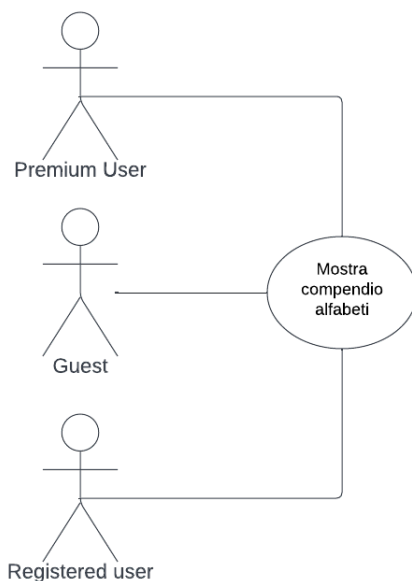 Premium User
Mostra
compendio
alfabeti
Guest
Registered user